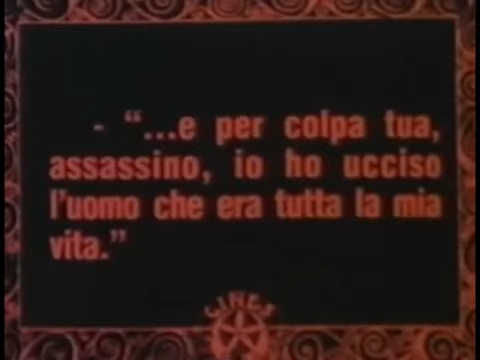 - “...e per colpa tua,
assassino, io ho ucciso
l'uomo che era tutta la mia
vita.”
CINES